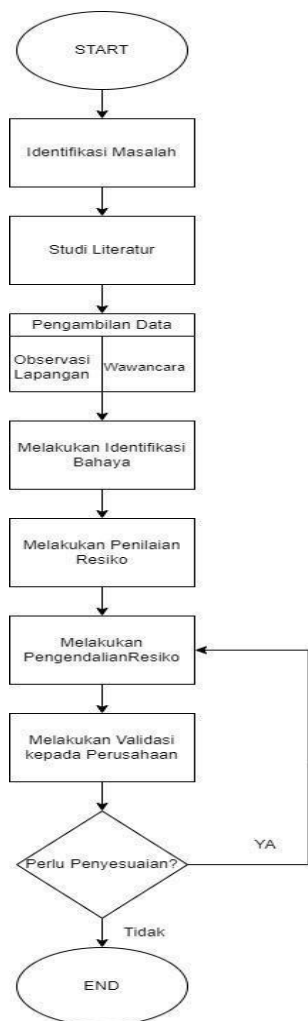 START
Identifikasi Masalah
Studi Literatur
Pengambilan Data
Observasi
Lapangan
Wawancara
Melakukan Identifikasi
Bahaya
Melakukan Penilaian
Resiko
Melakukan
PengendalianResiko
Melakukan Validasi
kepada Perusahaan
Perlu Penyesuaian?
YA
Tidak
END